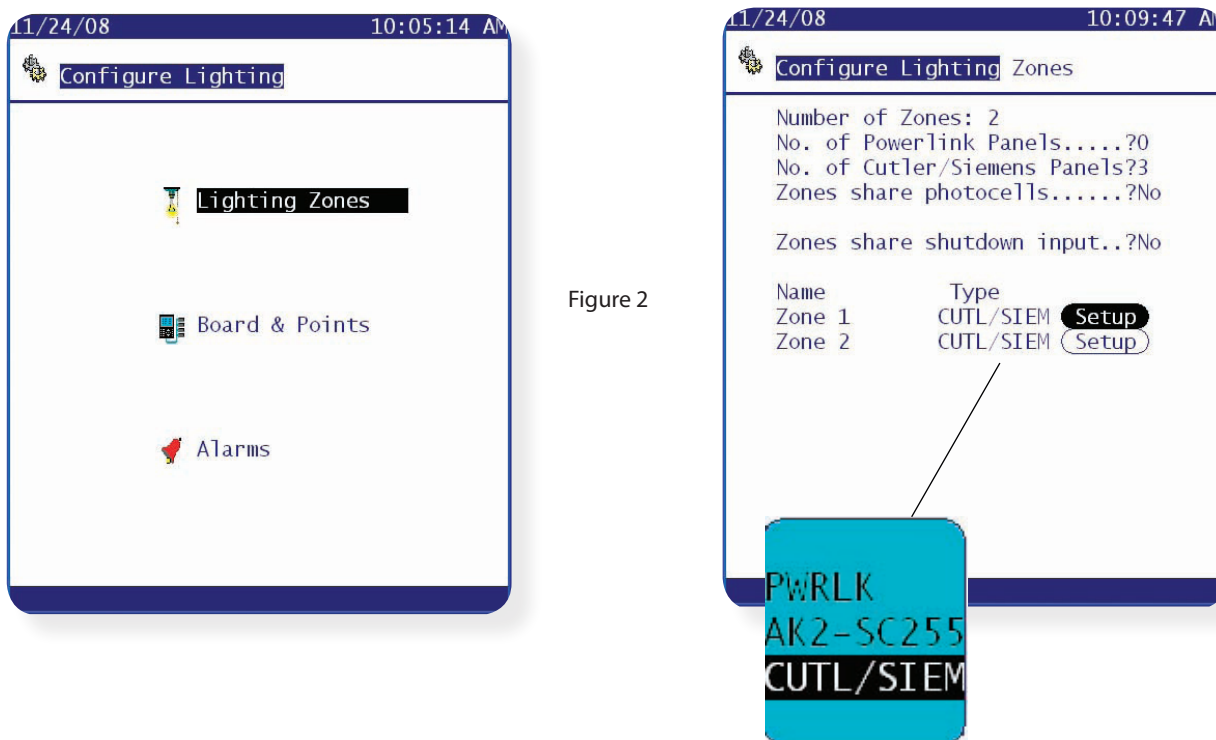 11/24/08 10:05:14 AM
Configure Lighting
Lighting Zones
Board & Points
Alarms
Figure 2
11/24/08 10:09:47 AM
Configure Lighting Zones
Number of Zones: 2
No. of Powerlink Panels.....?0
No. of Cutler/Siemens Panels?3
Zones share photocells......?No
Zones share shutdown input..?No
Name Type
Zone 1 CUTL/SIEM Setup
Zone 2 CUTL/SIEM Setup
PWRLK
AK2-SC255
CUTL/SIEM